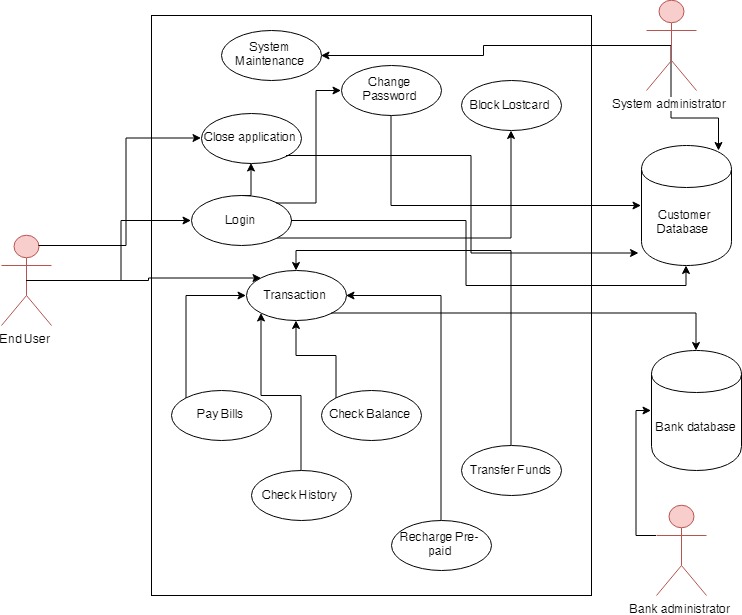 System
Maintenance
Change
Password
Block Lostcard
System administrator
Close application
Customer
Database
Login
Transaction
End User
Pay Bills
Check Balance
Bank database
Transfer Funds
Check History
Recharge Pre-
paid
Bank administrator